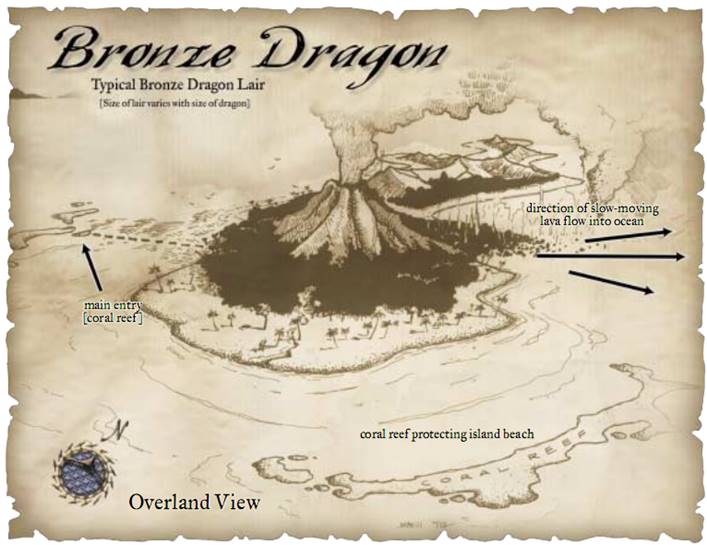 Bronze Dragon
Typical Bronze Dragon Lair
[Size of lair varies with size of dragon]
direction of slow-moving
lava flow into ocean
main entry
[coral reef]
coral reef protecting island beach
CORAL REEF
N
Overland View